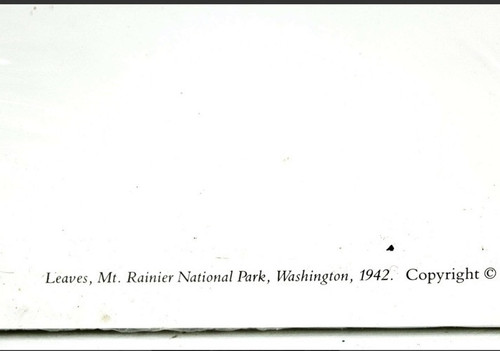 Leaves, Mt. Rainier National Park, Washington, 1942. Copyright ©